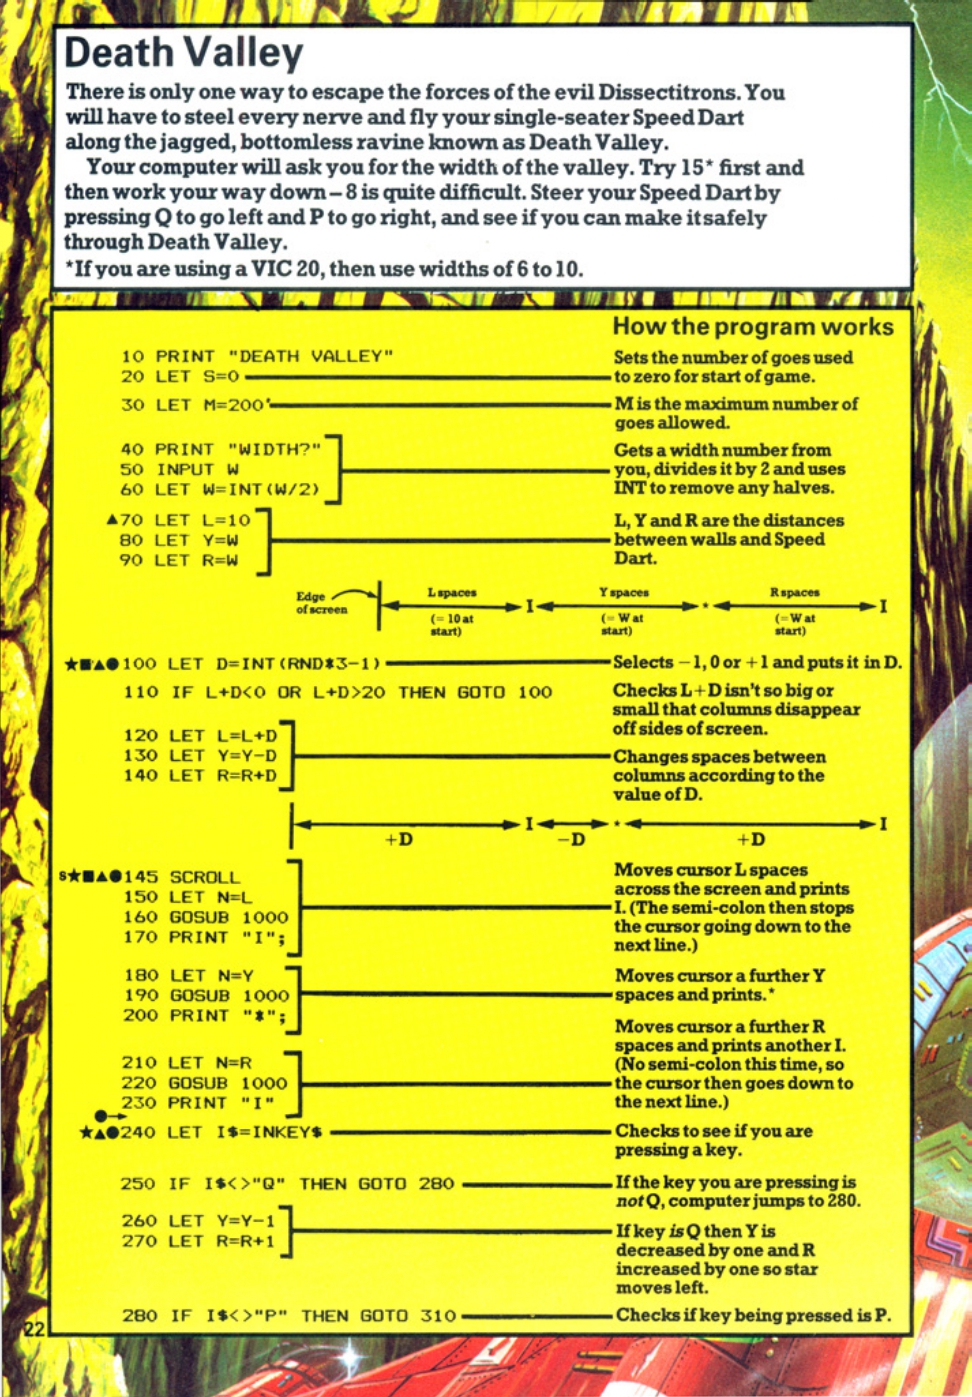 Death Valley
There is only one way to escape the forces of the evil Dissectitrons. You
will have to steel every nerve and fly your single-seater Speed Dart
along the jagged, bottomless ravine known as Death Valley.
Your computer will ask you for the width of the valley. Try 15* first and
then work your way down – 8 is quite difficult. Steer your Speed Dart by
pressing Q to go left and P to go right, and see if you can make it safely
through Death Valley.
*If you are using a VIC 20, then use widths of 6 to 10.
How the program works
10 PRINT "DEATH VALLEY"
20 LET S=0
Sets the number of goes used
to zero for start of game.
30 LET M=200
M is the maximum number of
goes allowed.
40 PRINT "WIDTH?"
50 INPUT W
60 LET W=INT(W/2)
Gets a width number from
you, divides it by 2 and uses
INT to remove any halves.
▲70 LET L=10
80 LET Y=W
90 LET R=W
L, Y and R are the distances
between walls and Speed
Dart.
Edge
of screen
L spaces
(= 10 at
start)
I
Y spaces
(= W at
start)
*
R spaces
(= W at
start)
I
★■▲●100 LET D=INT(RND*3-1)
Selects −1, 0 or +1 and puts it in D.
110 IF L+D<0 OR L+D>20 THEN GOTO 100
Checks L+D isn't so big or
small that columns disappear
off sides of screen.
120 LET L=L+D
130 LET Y=Y-D
140 LET R=R+D
Changes spaces between
columns according to the
value of D.
+D
I
−D
*
+D
I
s★■▲●145 SCROLL
150 LET N=L
160 GOSUB 1000
170 PRINT "I";
Moves cursor L spaces
across the screen and prints
I. (The semi-colon then stops
the cursor going down to the
next line.)
180 LET N=Y
190 GOSUB 1000
200 PRINT "*";
Moves cursor a further Y
spaces and prints.*
210 LET N=R
220 GOSUB 1000
230 PRINT "I"
Moves cursor a further R
spaces and prints another I.
(No semi-colon this time, so
the cursor then goes down to
the next line.)
●→
★▲●240 LET I$=INKEY$
Checks to see if you are
pressing a key.
250 IF I$<>"Q" THEN GOTO 280
If the key you are pressing is
not Q, computer jumps to 280.
260 LET Y=Y-1
270 LET R=R+1
If key is Q then Y is
decreased by one and R
increased by one so star
moves left.
280 IF I$<>"P" THEN GOTO 310
Checks if key being pressed is P.
22